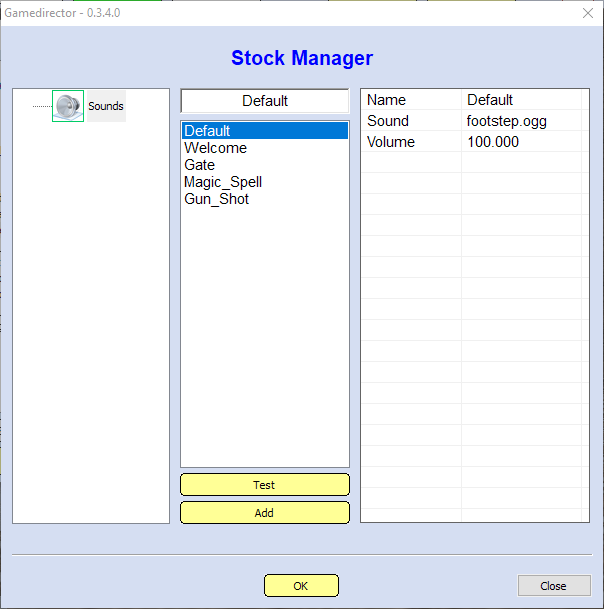 Gamedirector - 0.3.4.0
Stock Manager
Sounds
Default
Default
Welcome
Gate
Magic_Spell
Gun_Shot
Test
Add
Name Default
Sound footstep.ogg
Volume 100.000
OK
Close